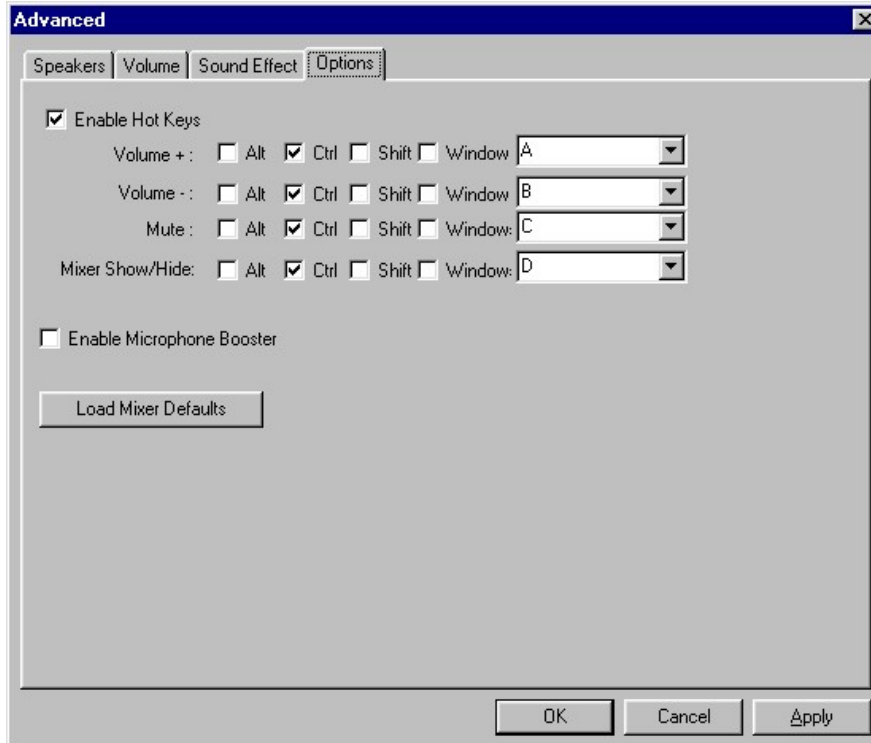 Advanced
Speakers Volume Sound Effect Options
Enable Hot Keys
Volume + : Alt Ctrl Shift Window A
Volume - : Alt Ctrl Shift Window B
Mute : Alt Ctrl Shift Window: C
Mixer Show/Hide: Alt Ctrl Shift Window: D
Enable Microphone Booster
Load Mixer Defaults
OK Cancel Apply